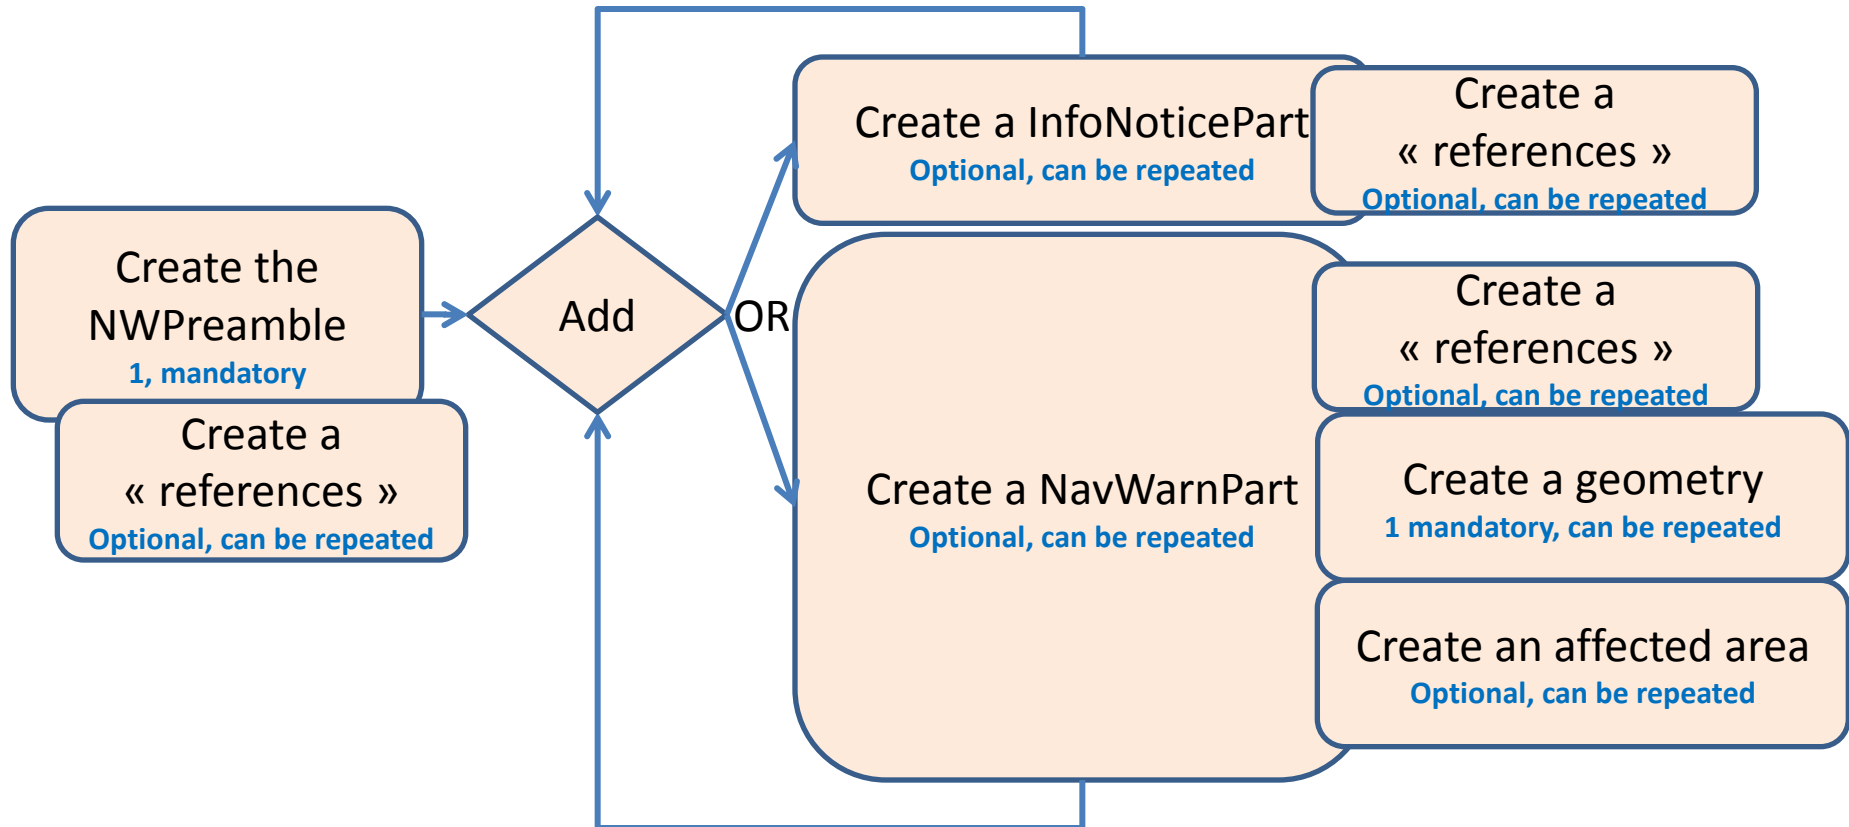 Create the
NWPreamble
1, mandatory
Create a
« references »
Optional, can be repeated
Add
OR
Create a InfoNoticePart
Optional, can be repeated
Create a
« references »
Optional, can be repeated
Create a NavWarnPart
Optional, can be repeated
Create a
« references »
Optional, can be repeated
Create a geometry
1 mandatory, can be repeated
Create an affected area
Optional, can be repeated